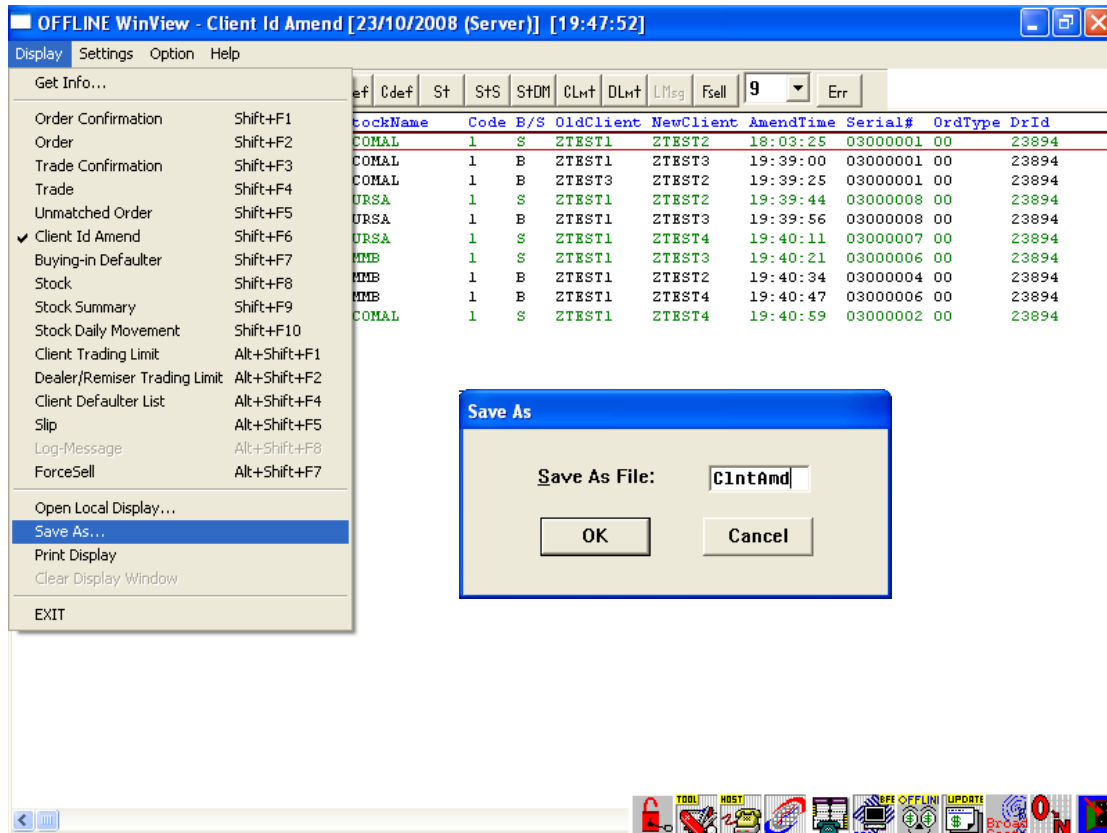 OFFLINE WinView - Client Id Amend [23/10/2008 (Server)] [19:47:52]
Display Settings Option Help
ef Cdef St StS StDM CLmt DLmt LMsg Fsell 9 Err
Get Info...
Order Confirmation Shift+F1
Order Shift+F2
Trade Confirmation Shift+F3
Trade Shift+F4
Unmatched Order Shift+F5
Client Id Amend Shift+F6
Buying-in Defaulter Shift+F7
Stock Shift+F8
Stock Summary Shift+F9
Stock Daily Movement Shift+F10
Client Trading Limit Alt+Shift+F1
Dealer/Remiser Trading Limit Alt+Shift+F2
Client Defaulter List Alt+Shift+F4
Slip Alt+Shift+F5
Log-Message Alt+Shift+F8
ForceSell Alt+Shift+F7
Open Local Display...
Save As...
Print Display
Clear Display Window
EXIT
tockName Code B/S OldClient NewClient AmendTime Serial# OrdType DrId
COMAL 1 S ZTEST1 ZTEST2 18:03:25 03000001 00 23894
COMAL 1 B ZTEST1 ZTEST3 19:39:00 03000001 00 23894
COMAL 1 B ZTEST3 ZTEST2 19:39:25 03000001 00 23894
URSA 1 S ZTEST1 ZTEST2 19:39:44 03000008 00 23894
URSA 1 B ZTEST1 ZTEST3 19:39:56 03000008 00 23894
URSA 1 S ZTEST1 ZTEST4 19:40:11 03000007 00 23894
MMB 1 S ZTEST1 ZTEST3 19:40:21 03000006 00 23894
MMB 1 B ZTEST1 ZTEST2 19:40:34 03000004 00 23894
MMB 1 B ZTEST1 ZTEST4 19:40:47 03000006 00 23894
COMAL 1 S ZTEST1 ZTEST4 19:40:59 03000002 00 23894
Save As
Save As File: ClntAmd
OK Cancel
TOOL HOST BFE OFFLINE UPDATE Broad ON